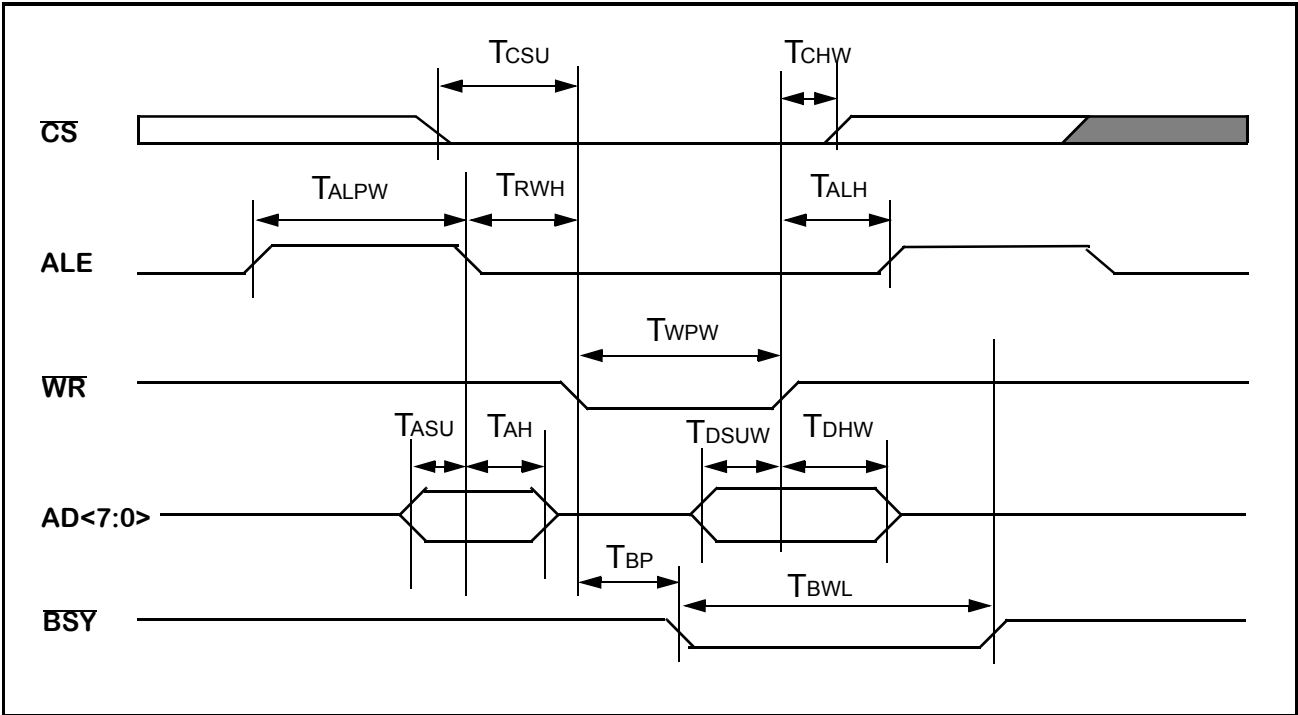 TCSU TCHW
CS
TALPW TRWH TALH
ALE
TWPW
WR
TASU TAH TDSUW TDHW
AD<7:0>
TBP TBWL
BSY